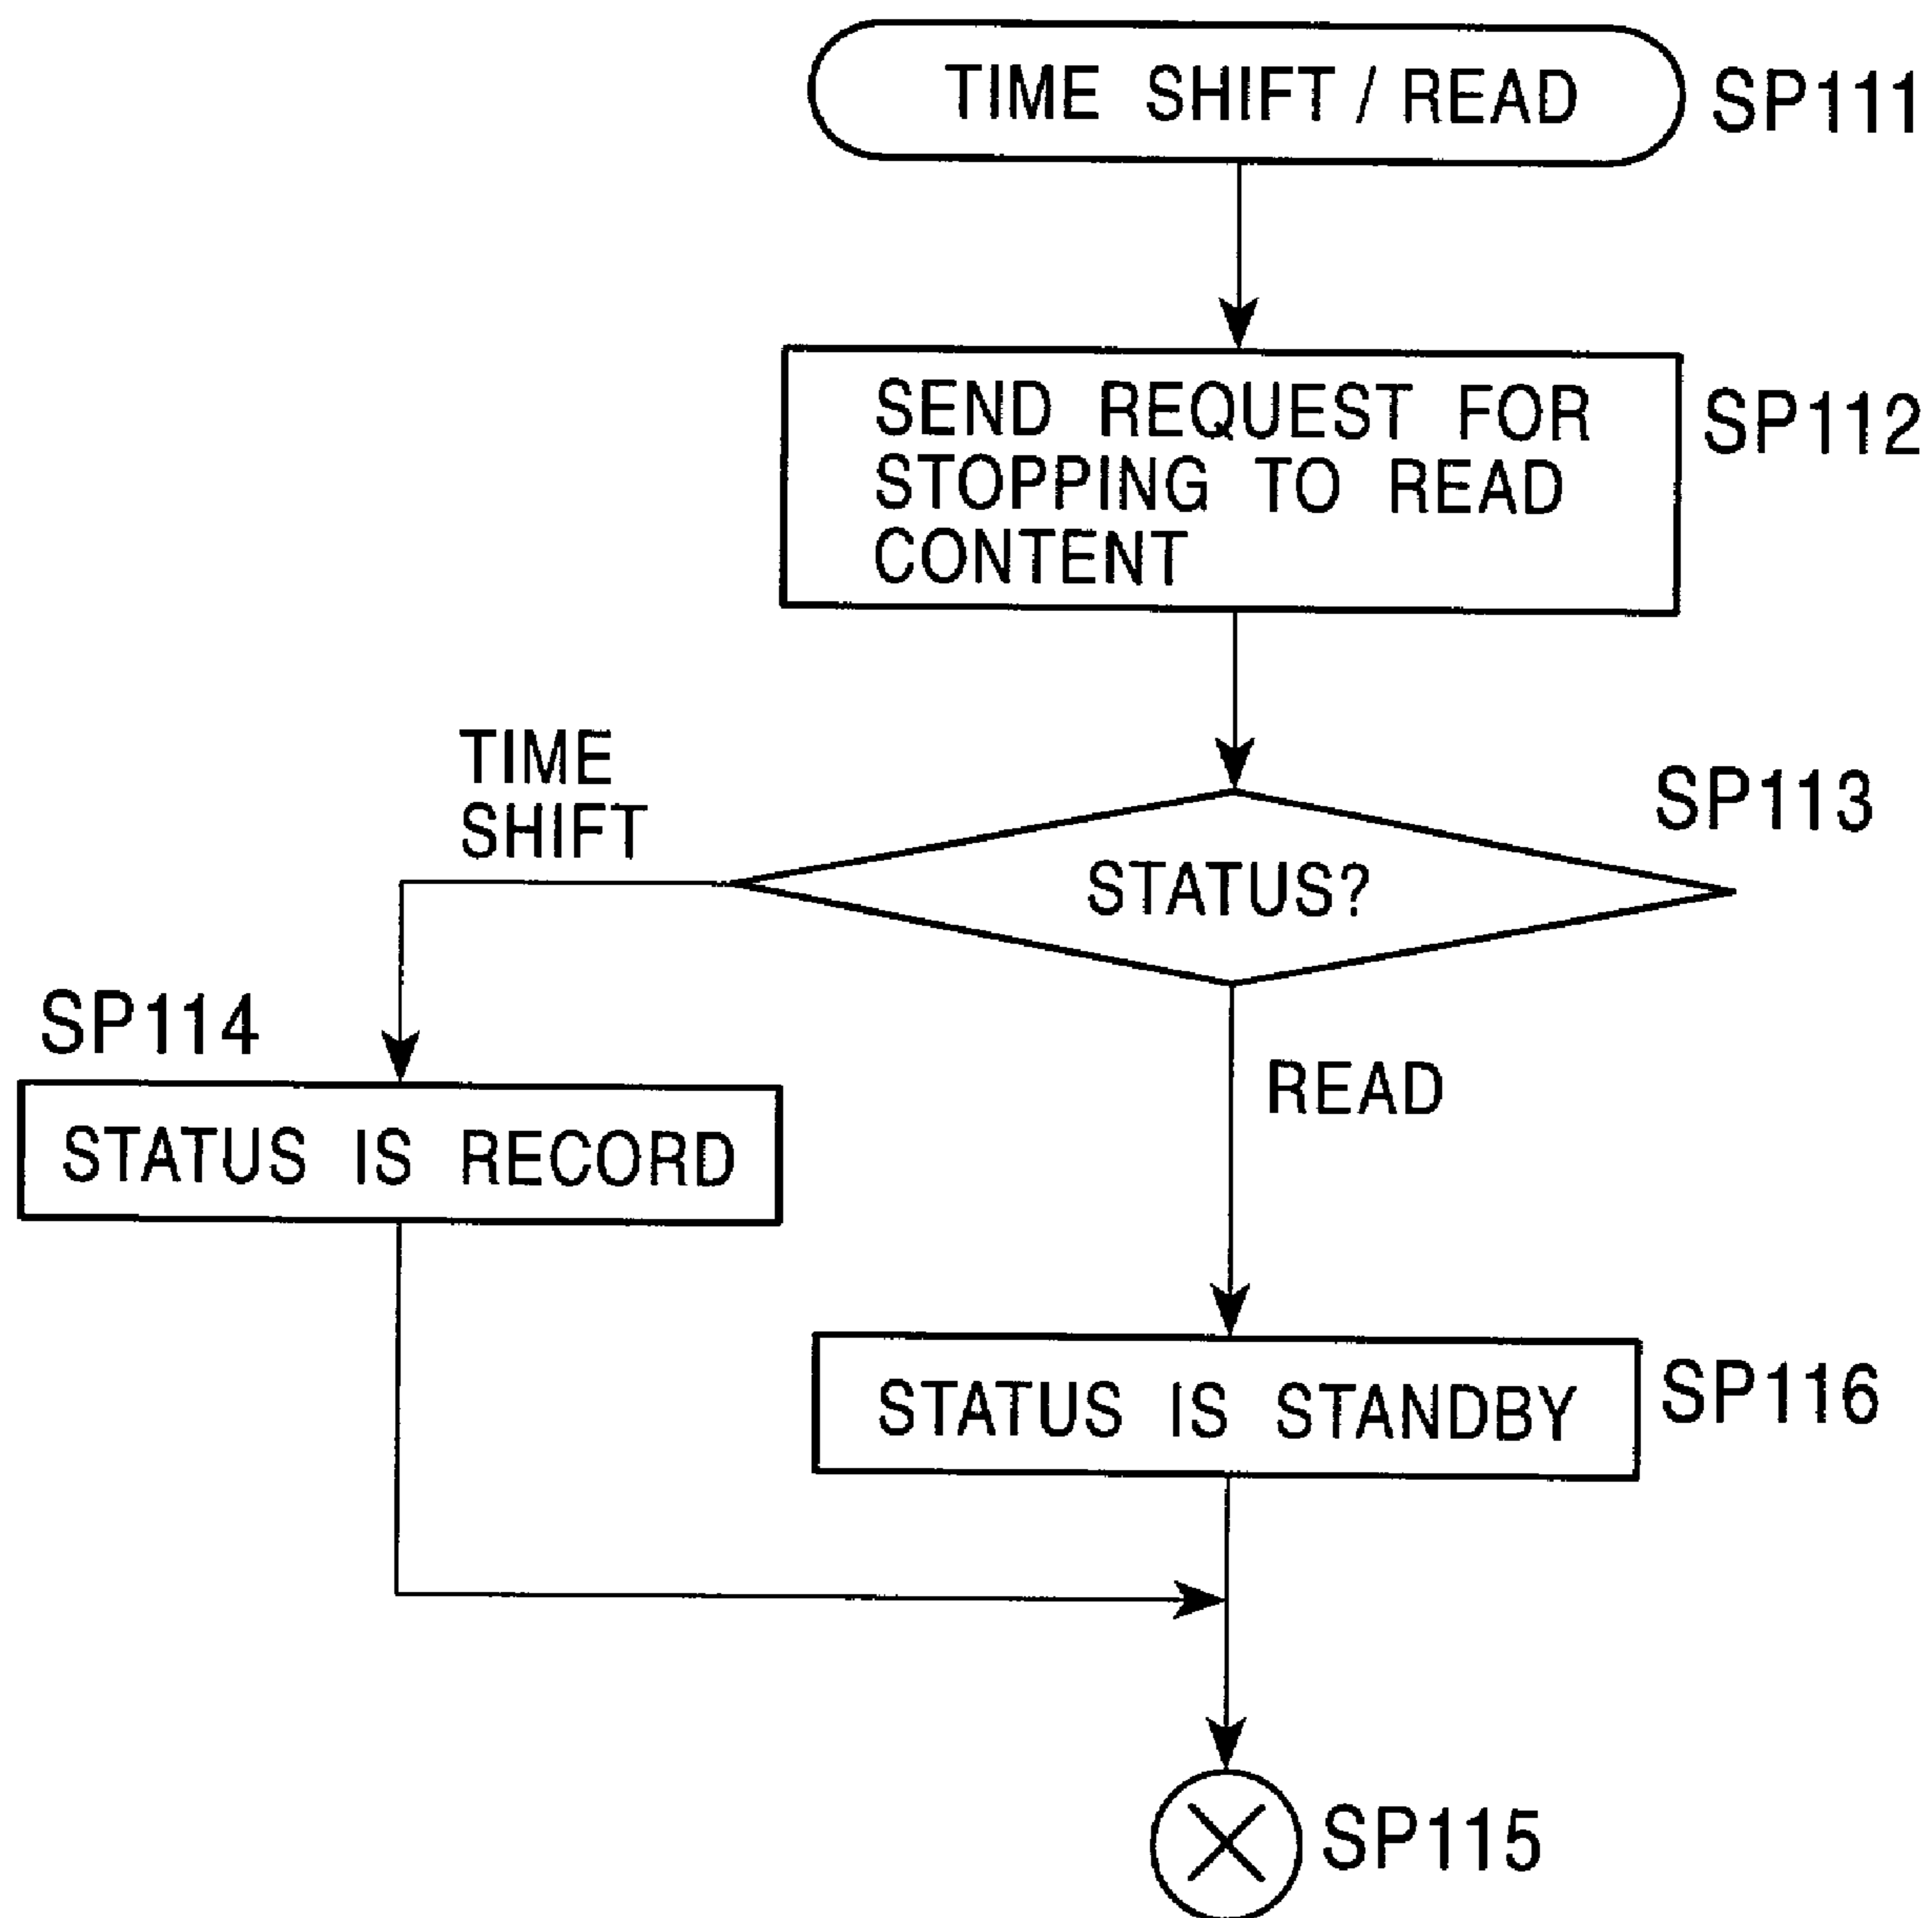 TIME SHIFT / READ
SP111
SEND REQUEST FOR
STOPPING TO READ
CONTENT
SP112
TIME
SHIFT
SP113
STATUS?
SP114
STATUS IS RECORD
READ
STATUS IS STANDBY
SP116
SP115